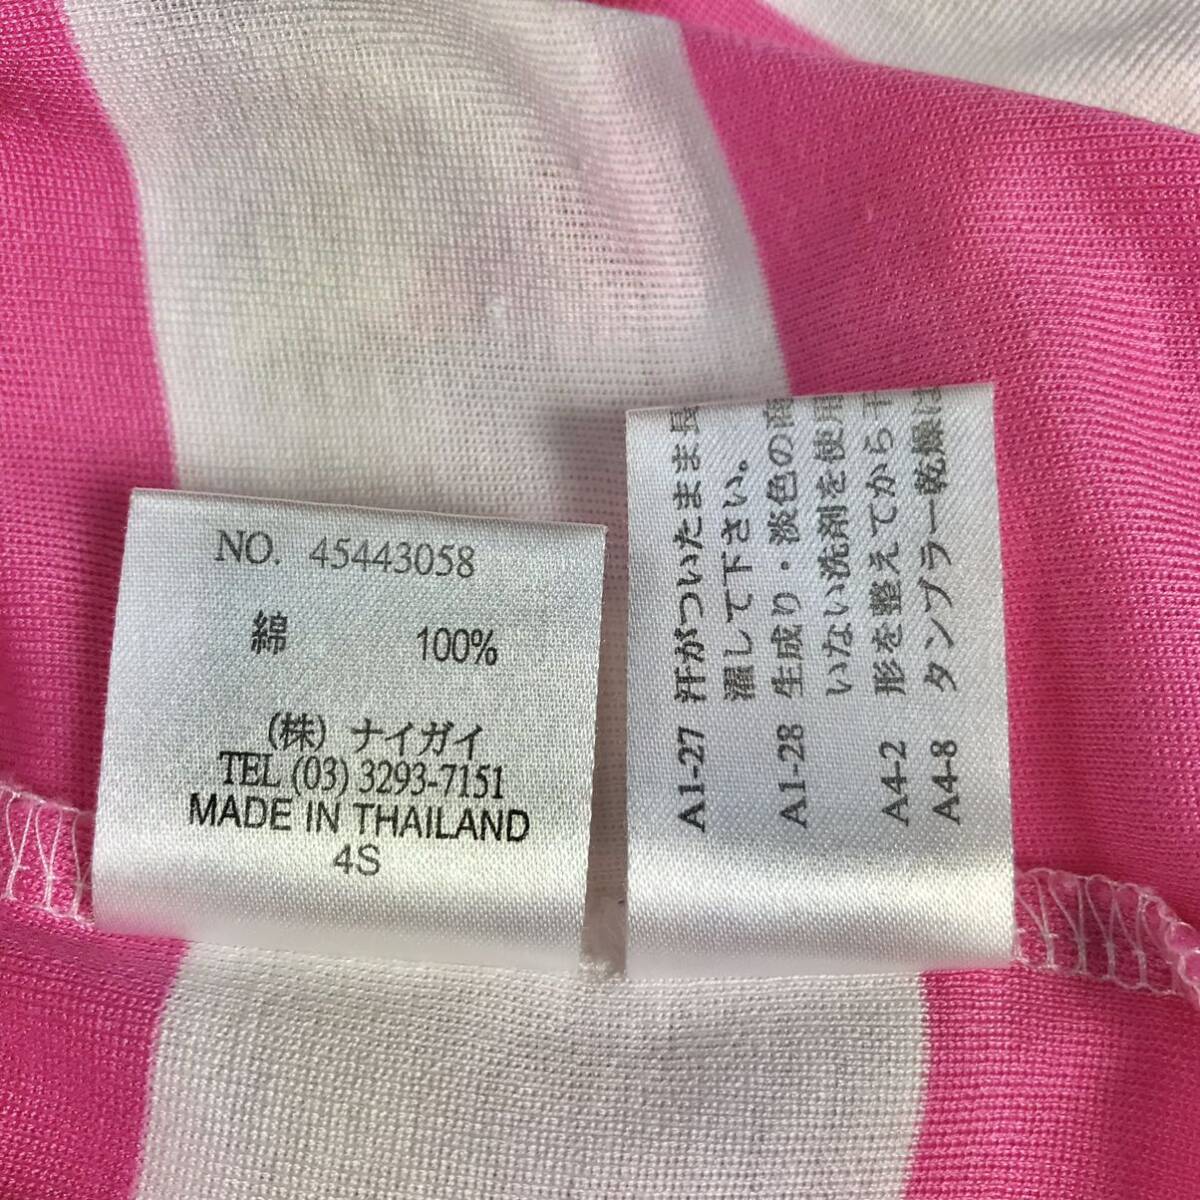 NO. 45443058
綿 100%
(株) ナイガイ
TEL (03) 3293-7151
MADE IN THAILAND
4S
A1-27 汗がついたまま長
濯して下さい。
A1-28 生成り・淡色の商
いない洗剤を使用
A4-2 形を整えてから干
A4-8 タンブラー乾燥は